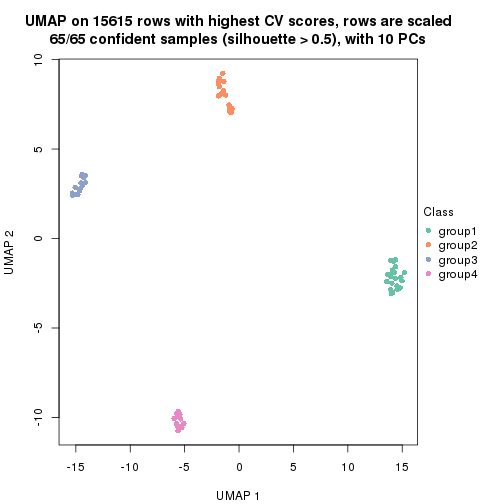 UMAP on 15615 rows with highest CV scores, rows are scaled
65/65 confident samples (silhouette > 0.5), with 10 PCs
10
5
0
-5
-10
UMAP 2
-15
-10
-5
0
5
10
15
UMAP 1
Class
group1
group2
group3
group4